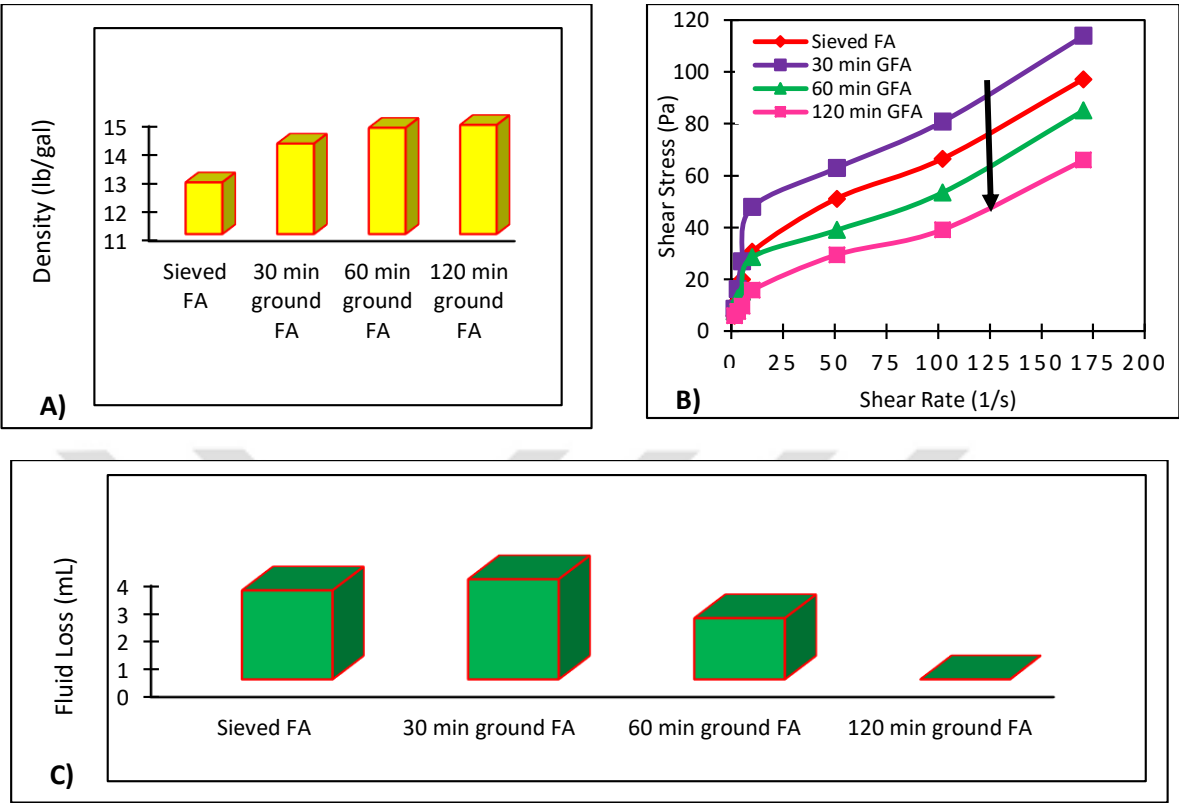 Density (lb/gal)
15
14
13
12
11
Sieved
FA
30 min
ground
FA
60 min
ground
FA
120 min
ground
FA
A)
Shear Stress (Pa)
120
100
80
60
40
20
0
Sieved FA
30 min GFA
60 min GFA
120 min GFA
0 25 50 75 100 125 150 175 200
Shear Rate (1/s)
B)
Fluid Loss (mL)
4
3
2
1
0
Sieved FA
30 min ground FA
60 min ground FA
120 min ground FA
C)